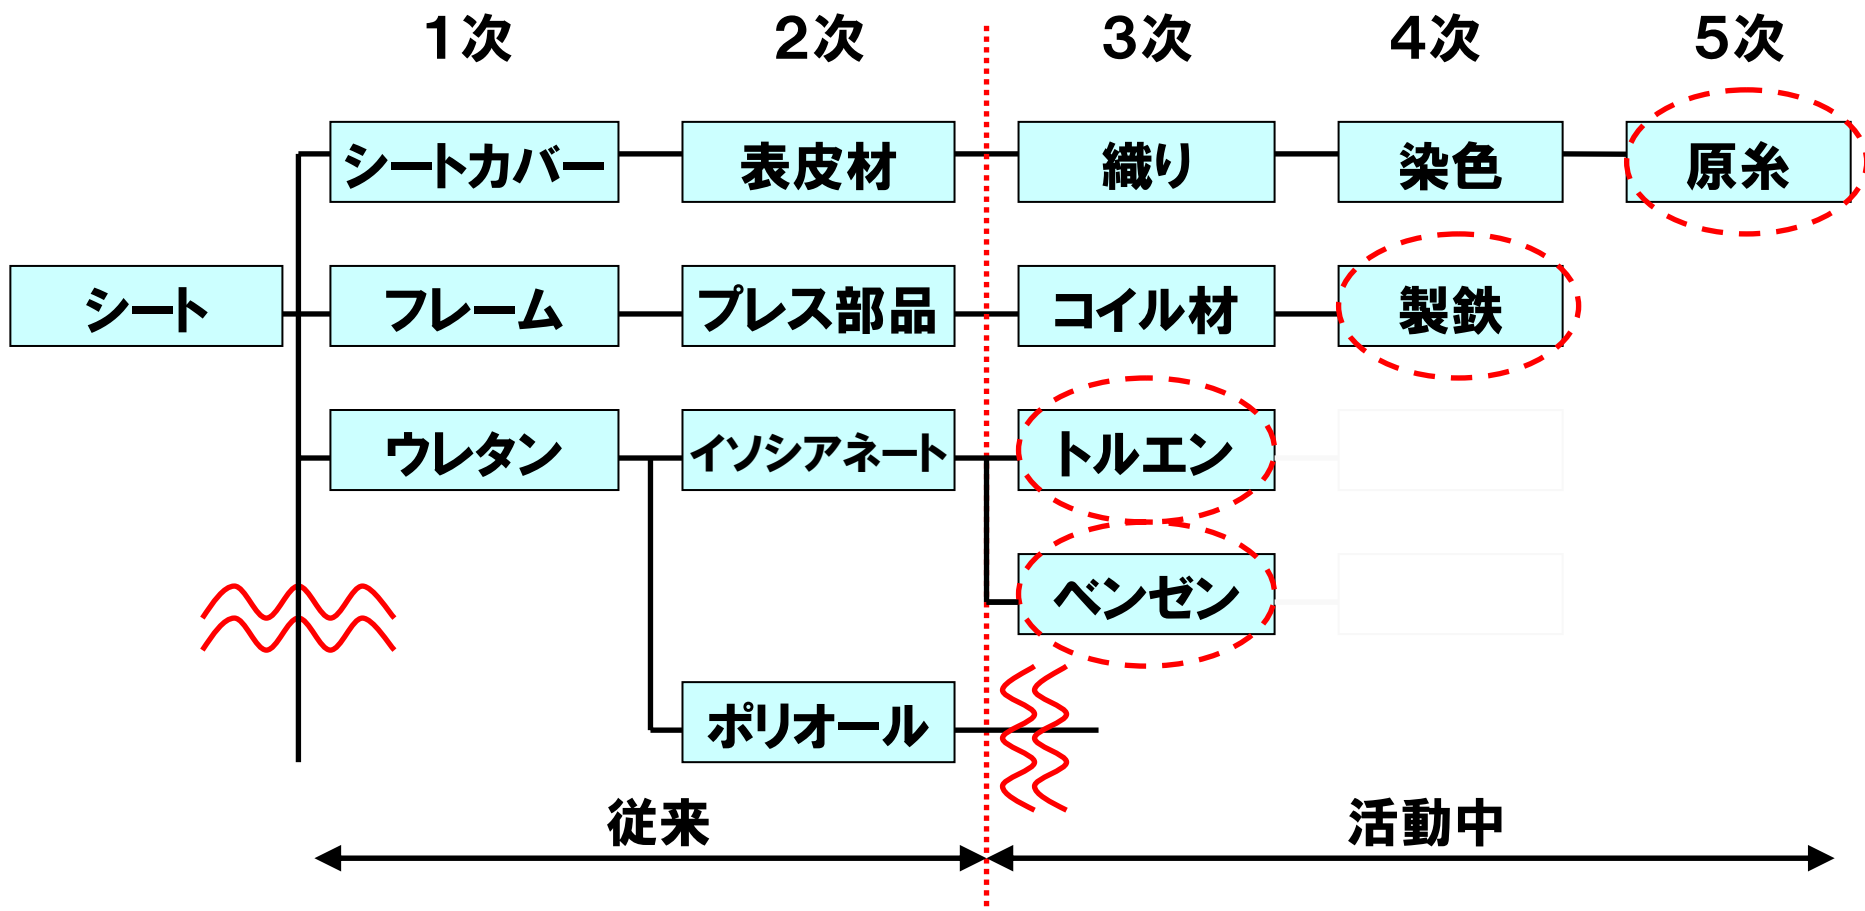 1次 2次 3次 4次 5次
シートカバー 表皮材 織り 染色 原糸
シート フレーム プレス部品 コイル材 製鉄
ウレタン イソシアネート トルエン
ベンゼン
ポリオール
従来 活動中